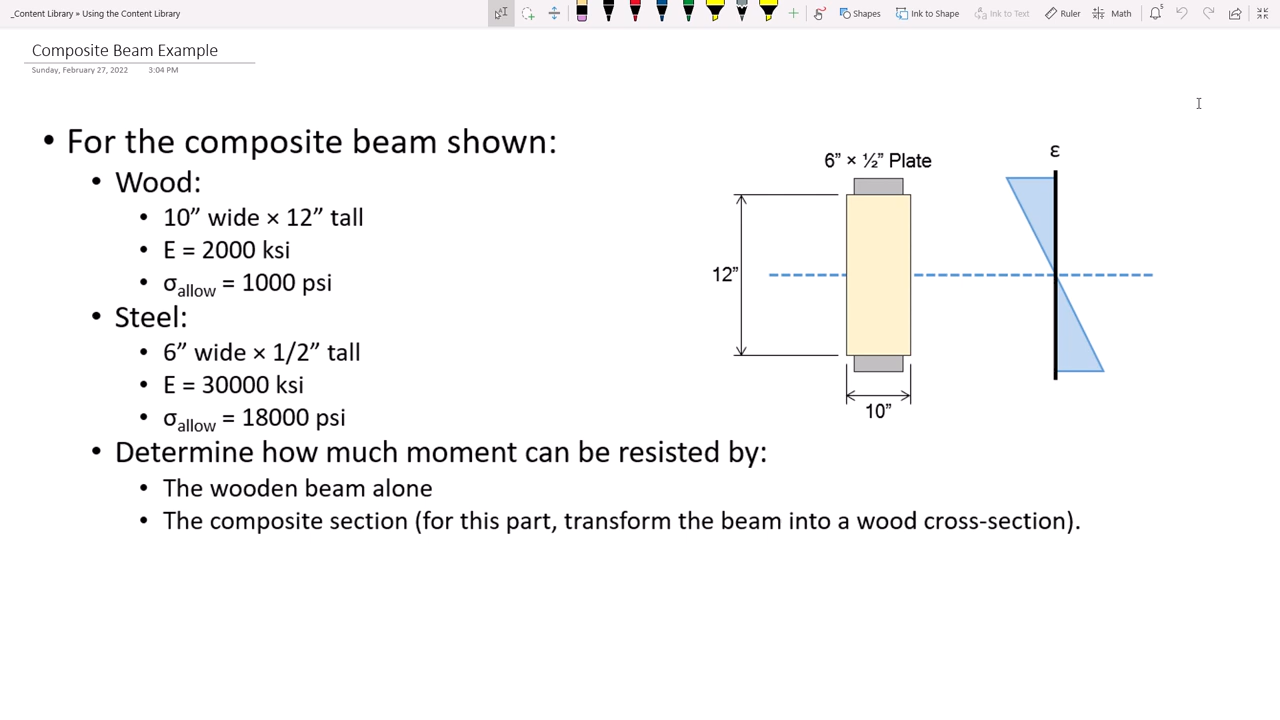 _Content Library » Using the Content Library
Shapes
Ink to Shape
Ink to Text
Ruler
Math
5
Composite Beam Example
Sunday, February 27, 2022 3:04 PM
• For the composite beam shown:
• Wood:
• 10” wide × 12” tall
• E = 2000 ksi
• σallow = 1000 psi
• Steel:
• 6” wide × 1/2” tall
• E = 30000 ksi
• σallow = 18000 psi
• Determine how much moment can be resisted by:
• The wooden beam alone
• The composite section (for this part, transform the beam into a wood cross-section).
6” × ½” Plate
ε
12”
10”